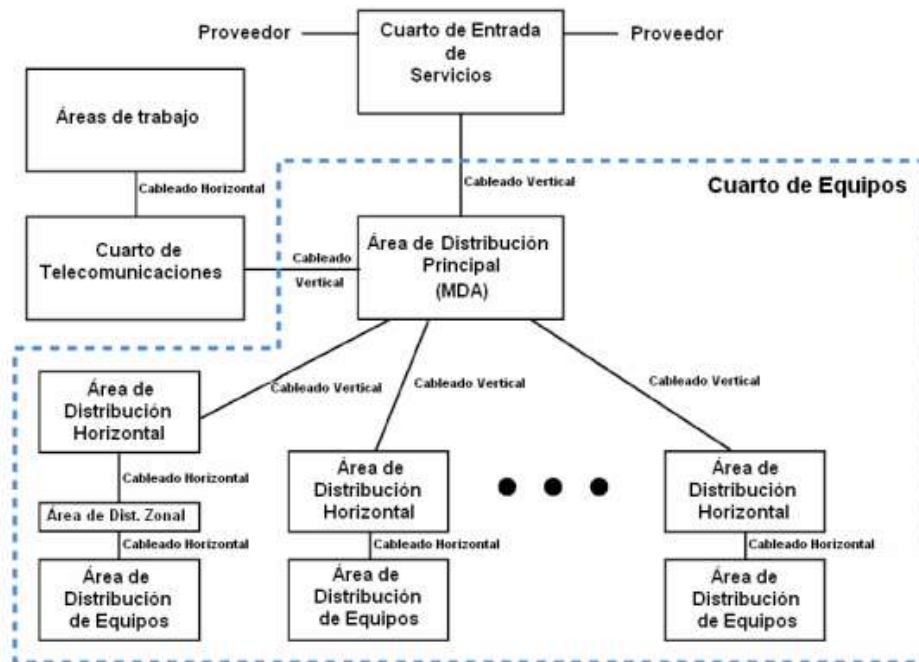 Proveedor
Cuarto de Entrada
de
Servicios
Proveedor
Áreas de trabajo
Cableado Horizontal
Cableado Vertical
Cuarto de Equipos
Cuarto de
Telecomunicaciones
Cableado
Vertical
Área de Distribución
Principal
(MDA)
Cableado Vertical
Cableado Vertical
Cableado Vertical
Área de
Distribución
Horizontal
Área de
Distribución
Horizontal
Área de
Distribución
Horizontal
Cableado Horizontal
Área de Dist. Zonal
Cableado Horizontal
Cableado Horizontal
Cableado Horizontal
Área de
Distribución
de Equipos
Área de
Distribución
de Equipos
Área de
Distribución
de Equipos